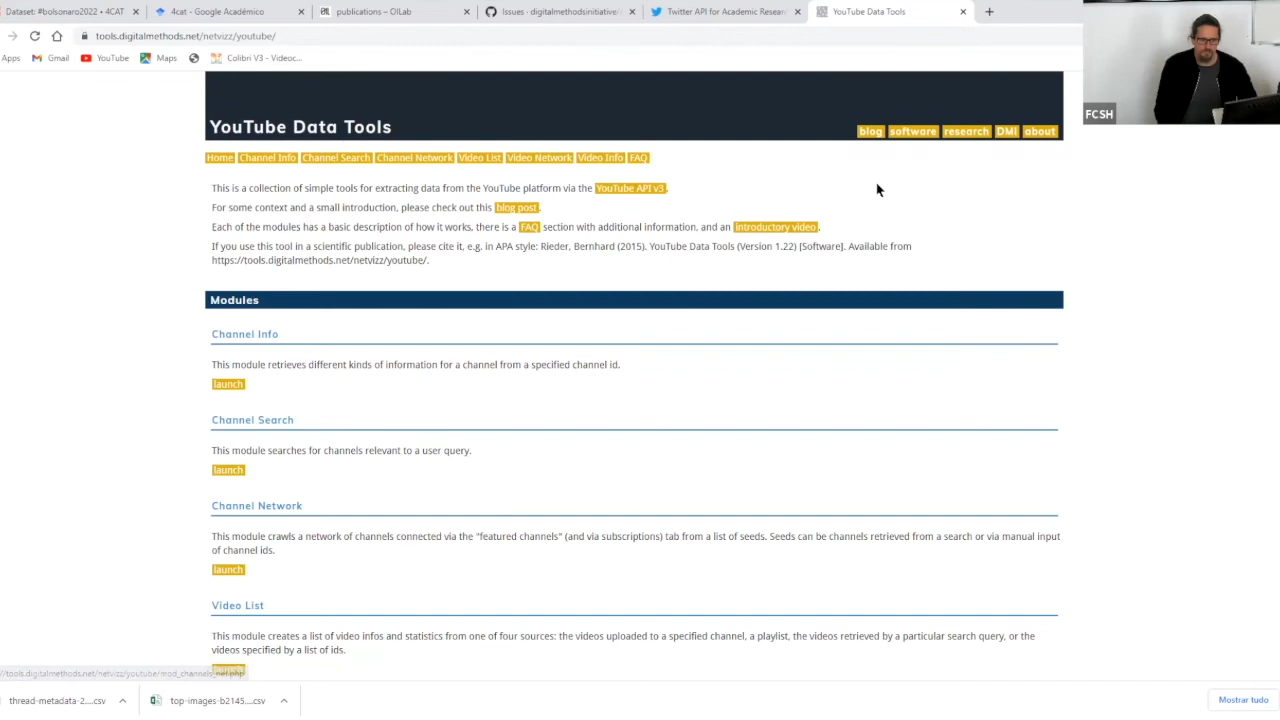 Dataset: #bolsonaro2022 • 4CAT
4cat - Google Académico
publications – OILab
Issues · digitalmethodsinitiative/
Twitter API for Academic Resear
YouTube Data Tools
tools.digitalmethods.net/netvizz/youtube/
Apps
Gmail
YouTube
Maps
Colibri V3 - Videoc...
FCSH
YouTube Data Tools
blog software research DMI about
Home Channel Info Channel Search Channel Network Video List Video Network Video Info FAQ
This is a collection of simple tools for extracting data from the YouTube platform via the YouTube API v3.
For some context and a small introduction, please check out this blog post.
Each of the modules has a basic description of how it works, there is a FAQ section with additional information, and an introductory video.
If you use this tool in a scientific publication, please cite it, e.g. in APA style: Rieder, Bernhard (2015). YouTube Data Tools (Version 1.22) [Software]. Available from
https://tools.digitalmethods.net/netvizz/youtube/.
Modules
Channel Info
This module retrieves different kinds of information for a channel from a specified channel id.
launch
Channel Search
This module searches for channels relevant to a user query.
launch
Channel Network
This module crawls a network of channels connected via the "featured channels" (and via subscriptions) tab from a list of seeds. Seeds can be channels retrieved from a search or via manual input
of channel ids.
launch
Video List
This module creates a list of video infos and statistics from one of four sources: the videos uploaded to a specified channel, a playlist, the videos retrieved by a particular search query, or the
videos specified by a list of ids.
launch
//tools.digitalmethods.net/netvizz/youtube/mod_channels_net.php
thread-metadata-2....csv
top-images-b2145....csv
Mostrar tudo